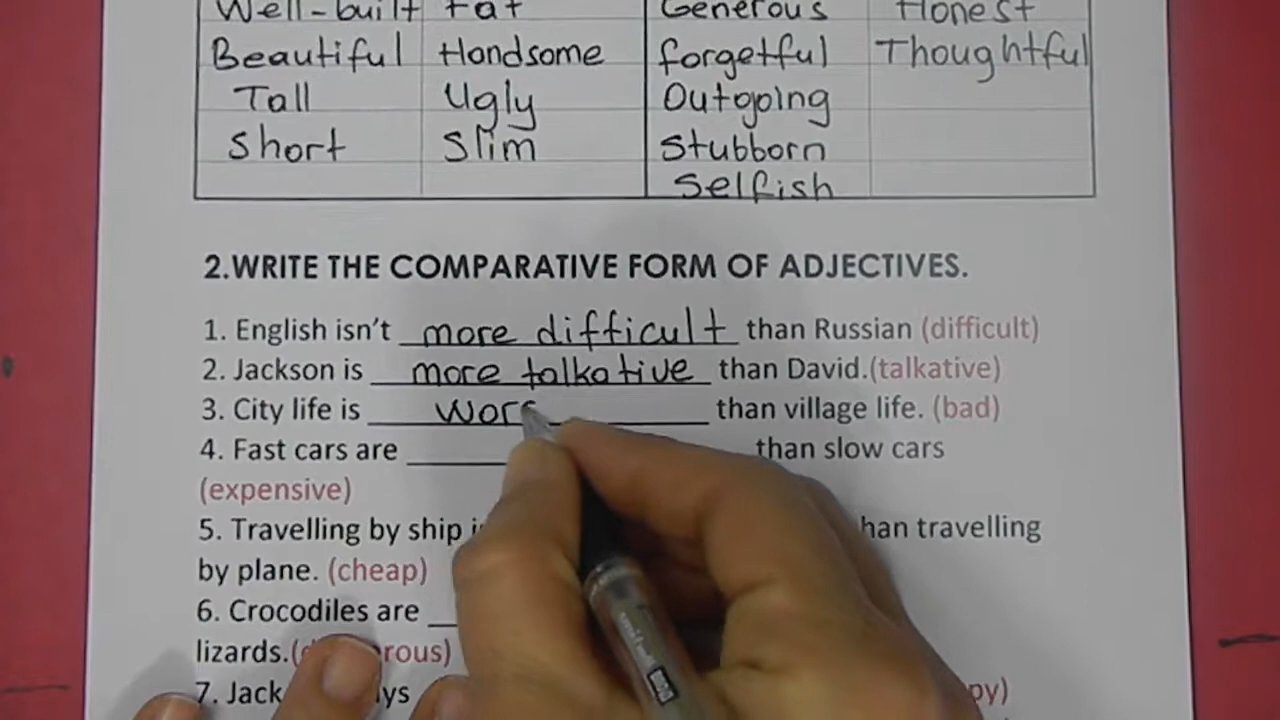 Well-built fat Generous Honest
Beautiful Handsome forgetful Thoughtful
Tall Ugly Outgoing
short Slim Stubborn
Selfish
2.WRITE THE COMPARATIVE FORM OF ADJECTIVES.
1. English isn't more difficult than Russian (difficult)
2. Jackson is more talkative than David.(talkative)
3. City life is wors than village life. (bad)
4. Fast cars are than slow cars
(expensive)
5. Travelling by ship travelling
by plane. (cheap)
6. Crocodiles are
lizards.
7.